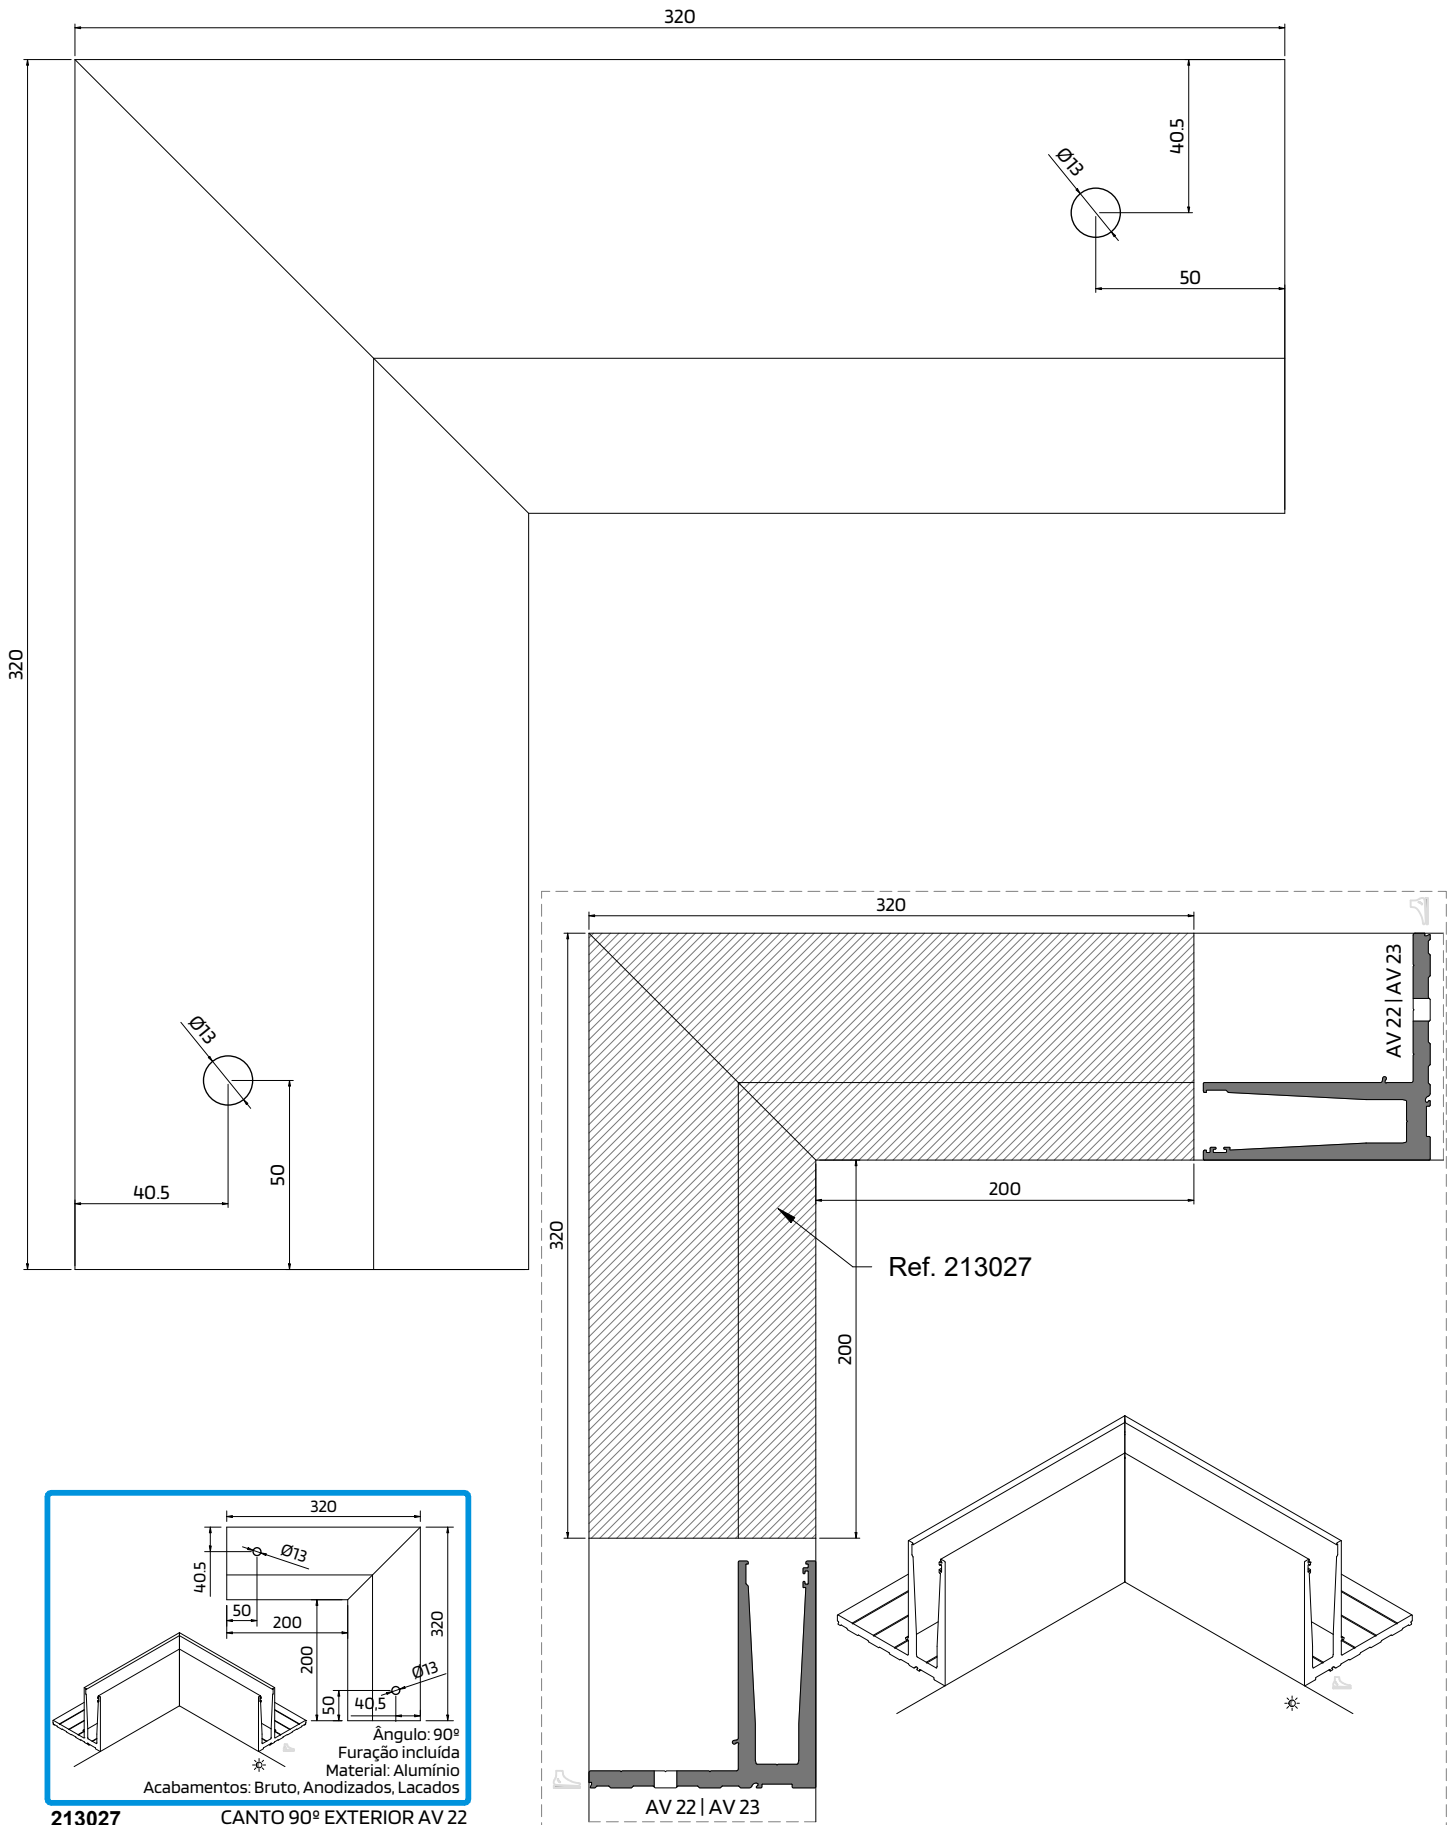 320
40.5
Ø13
50
320
Ø13
50
40.5
320
AV 22 | AV 23
200
320
Ref. 213027
200
AV 22 | AV 23
320
Ø13
40.5
50
200
320
200
Ø13
50
40,5
Ângulo: 90º
Furação incluída
Material: Alumínio
Acabamentos: Bruto, Anodizados, Lacados
213027 CANTO 90º EXTERIOR AV 22